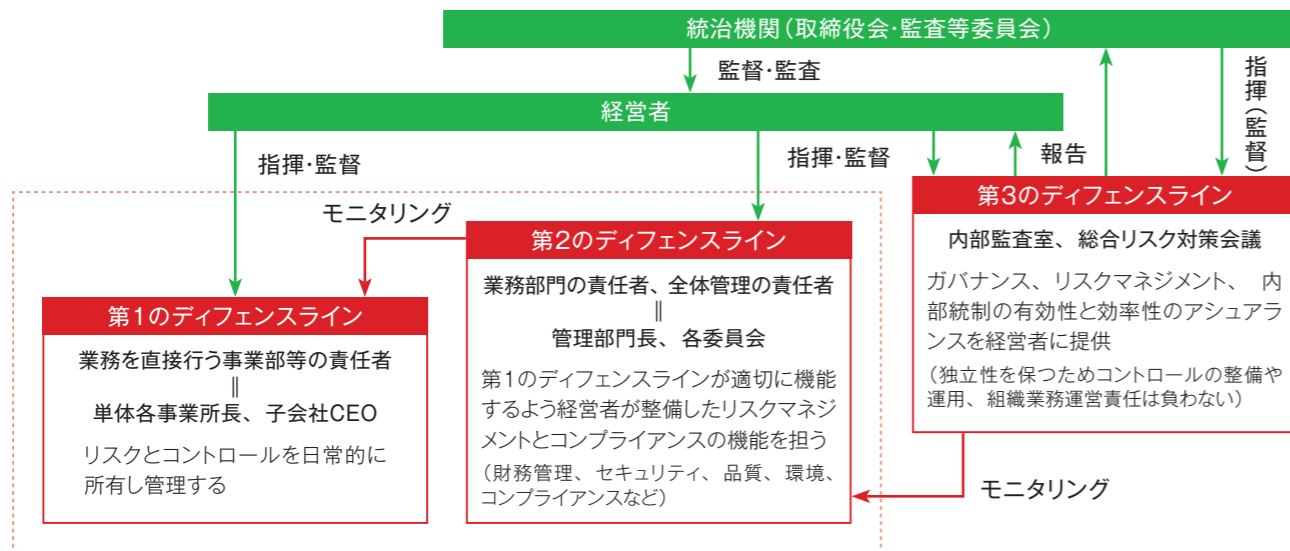 統治機関(取締役会・監査等委員会)
監督・監査
指揮(監督)
経営者
指揮・監督
指揮・監督
報告
モニタリング
第1のディフェンスライン
業務を直接行う事業部等の責任者
||
単体各事業所長、子会社CEO
リスクとコントロールを日常的に
所有し管理する
第2のディフェンスライン
業務部門の責任者、全体管理の責任者
||
管理部門長、各委員会
第1のディフェンスラインが適切に機能
するよう経営者が整備したリスクマネジ
メントとコンプライアンスの機能を担う
(財務管理、セキュリティ、品質、環境、
コンプライアンスなど)
第3のディフェンスライン
内部監査室、総合リスク対策会議
ガバナンス、リスクマネジメント、 内
部統制の有効性と効率性のアシュアラ
ンスを経営者に提供
(独立性を保つためコントロールの整備や
運用、組織業務運営責任は負わない)
モニタリング